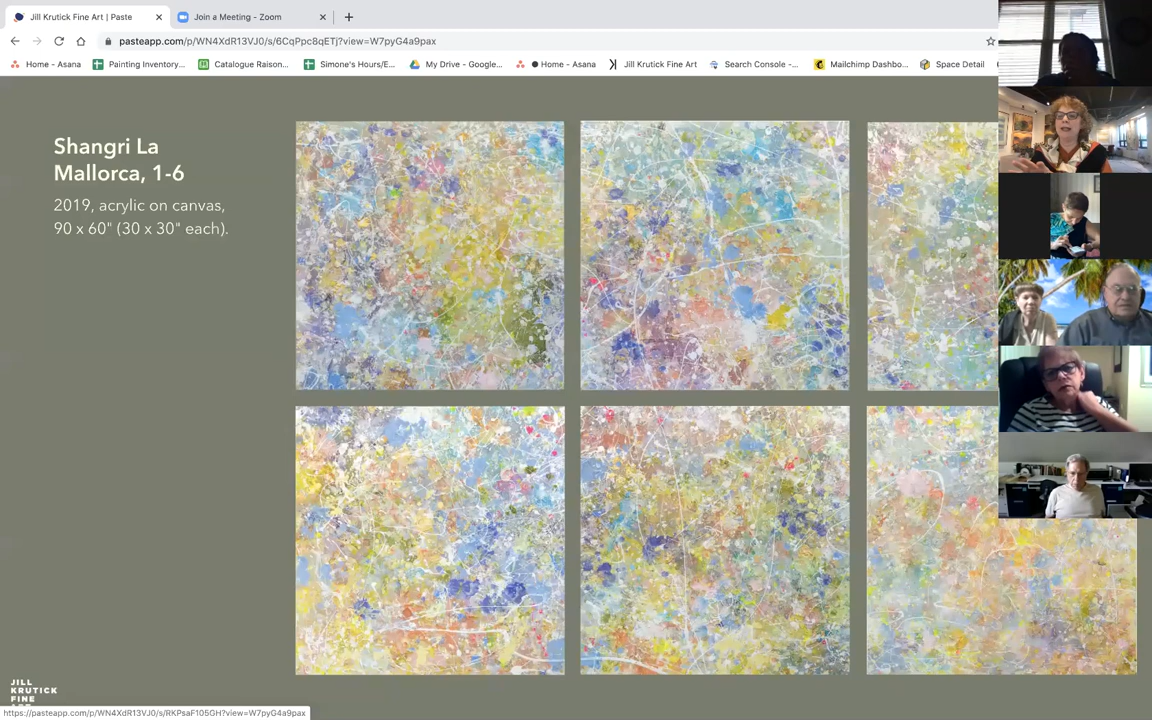 Jill Krutick Fine Art | Paste
Join a Meeting - Zoom
pasteapp.com/p/WN4XdR13VJ0/s/6CqPpc8qETj?view=W7pyG4a9pax
Home - Asana
Painting Inventory...
Catalogue Raison...
Simone's Hours/E...
My Drive - Google...
Home - Asana
Jill Krutick Fine Art
Search Console -...
Mailchimp Dashbo...
Space Detail
Shangri La
Mallorca, 1-6
2019, acrylic on canvas,
90 x 60" (30 x 30" each).
JILL
KRUTICK
FINE
https://pasteapp.com/p/WN4XdR13VJ0/s/RKPsaF105GH?view=W7pyG4a9pax